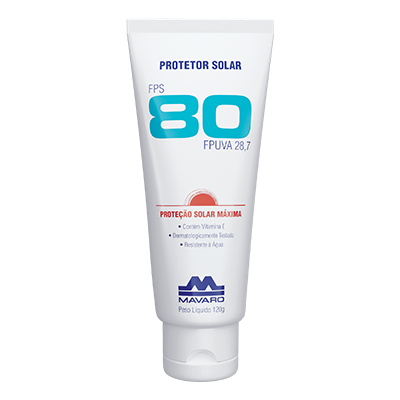 PROTETOR SOLAR
FPS
80
FPUVA 28,7
PROTEÇÃO SOLAR MÁXIMA
• Contém Vitamina E
• Dermatologicamente Testado
• Resistente à Água
MAVARO
Peso Líquido 120g